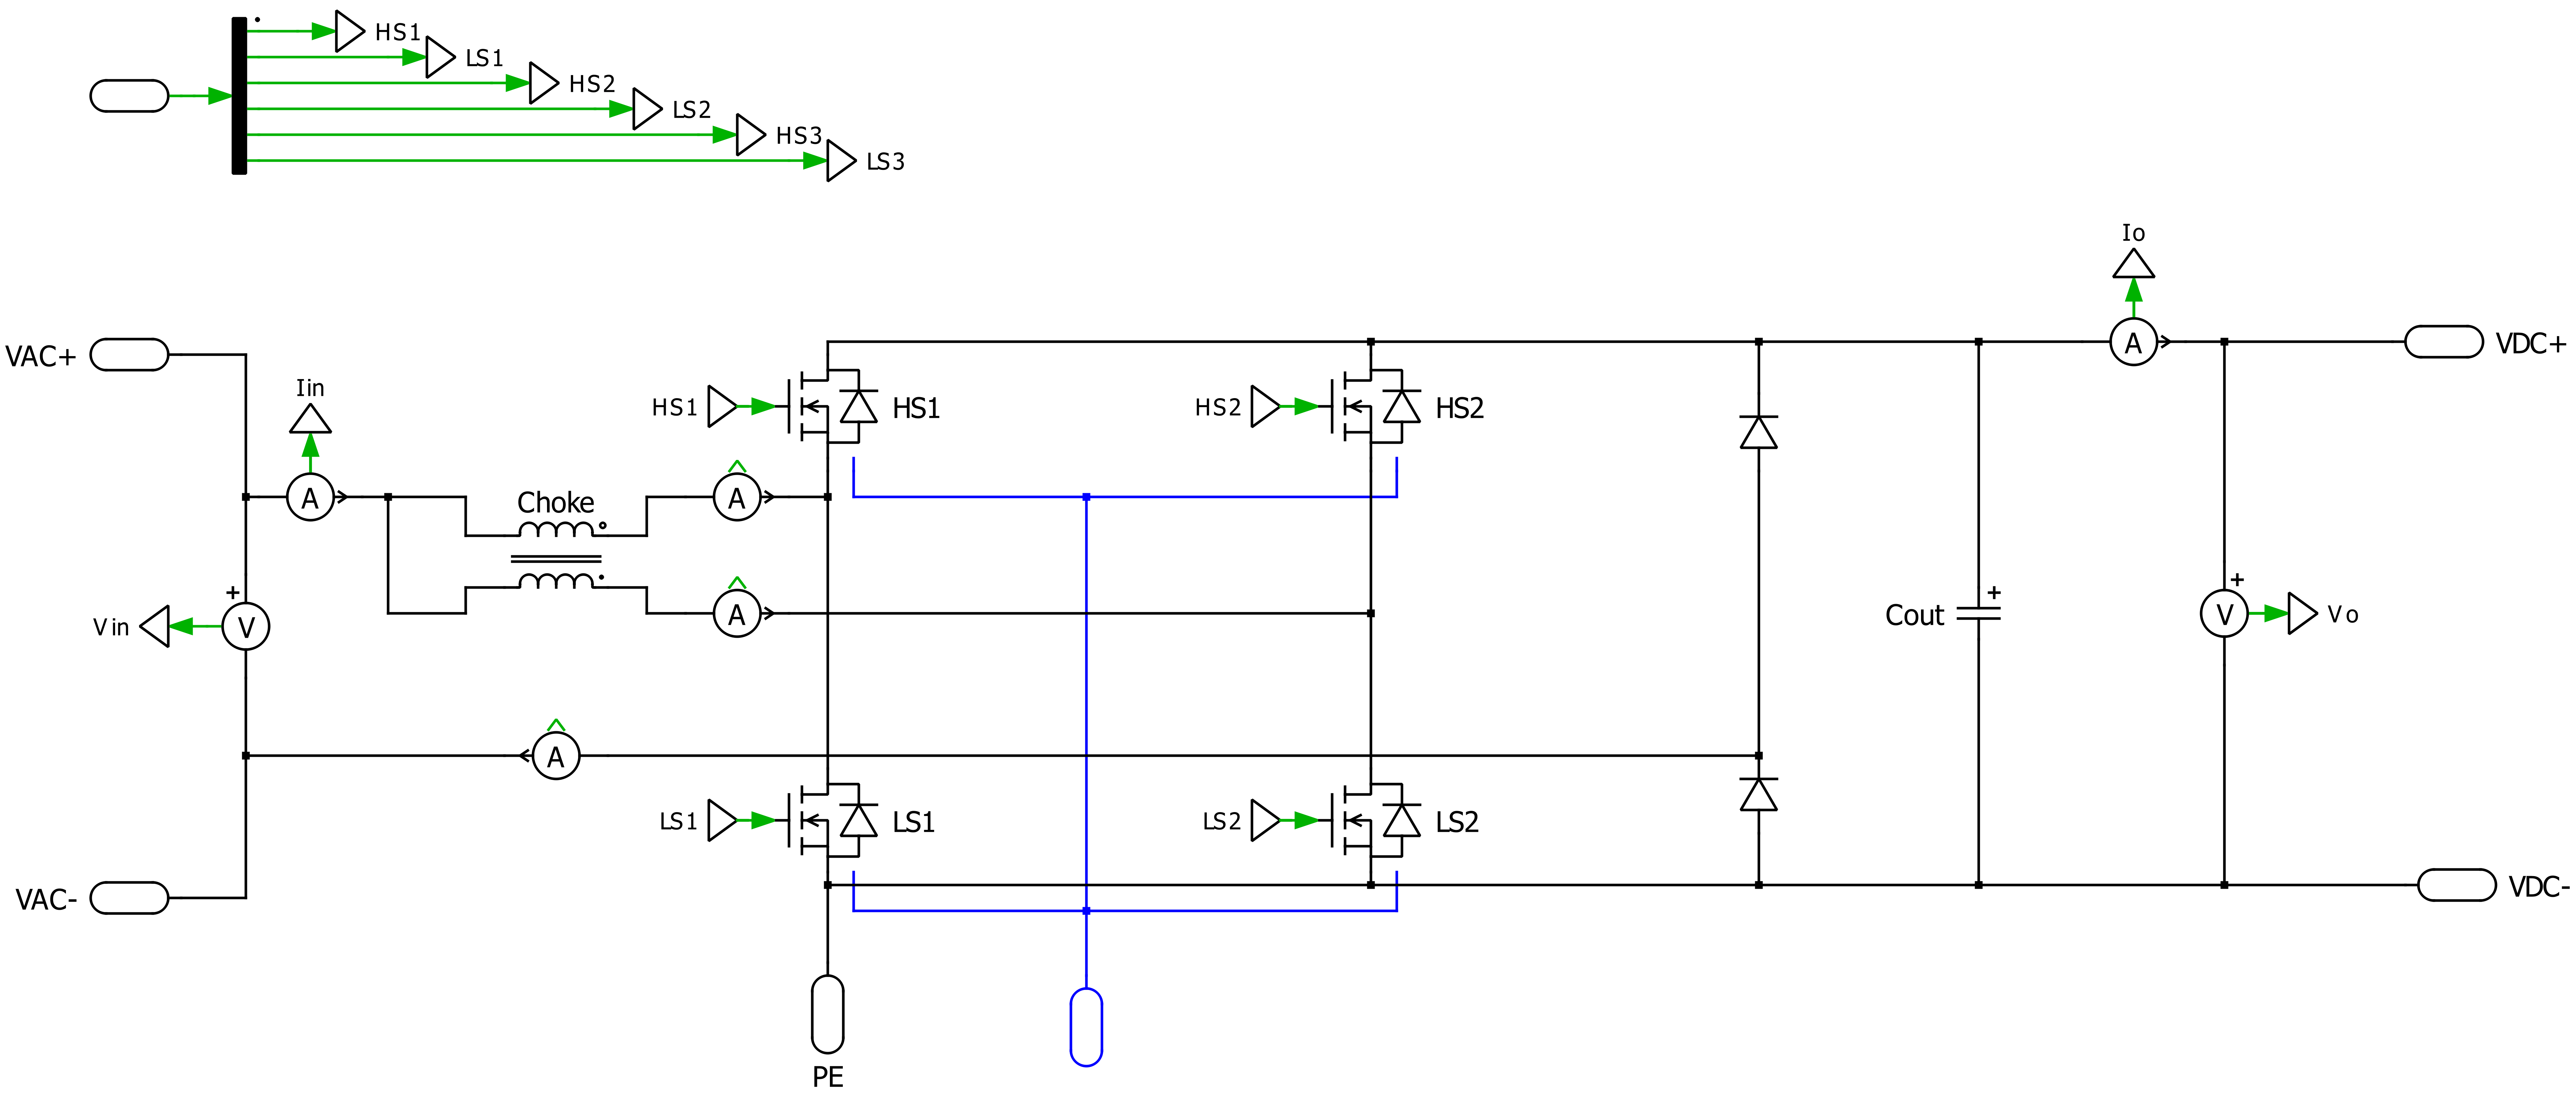 HS1
LS1
HS2
LS2
HS3
LS3
Io
A
VAC+
VDC+
Iin
A
HS1
HS1
HS2
HS2
Choke
A
A
+
Vin
V
+
Cout
+
V
Vo
A
LS1
LS1
LS2
LS2
VAC-
VDC-
PE